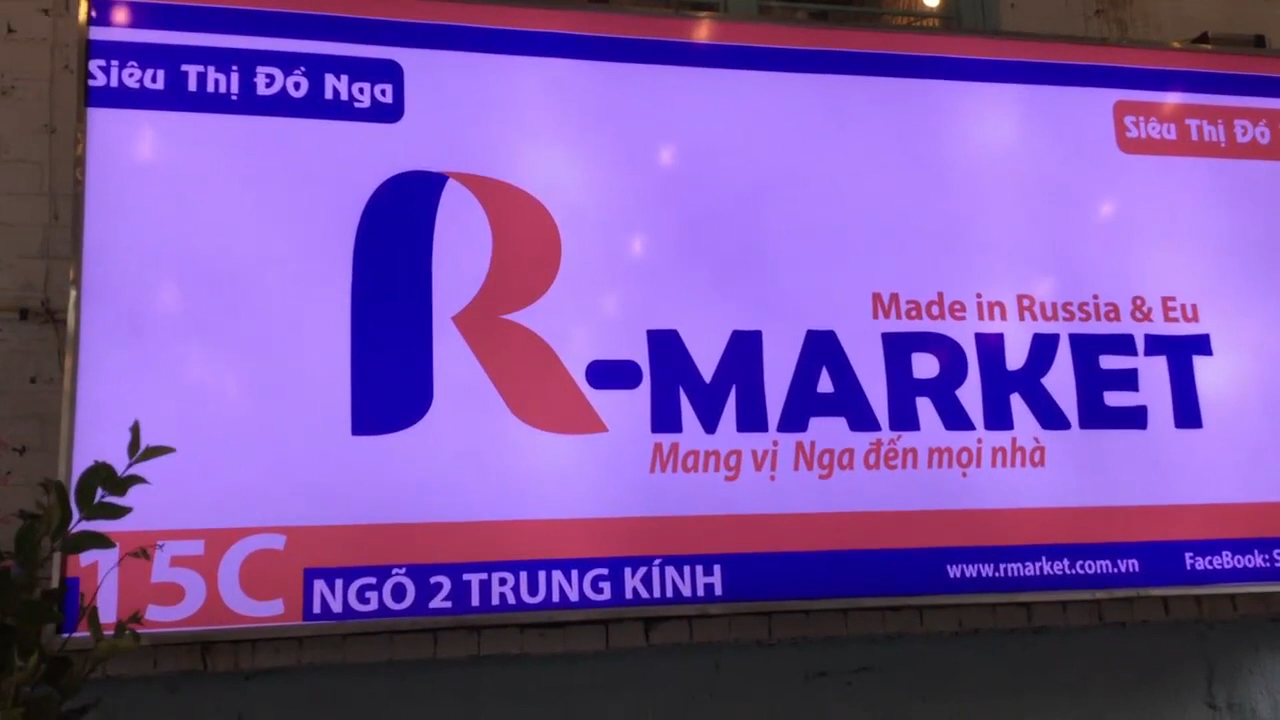 Siêu Thị Đồ Nga
Siêu Thị Đồ
Made in Russia & Eu
R-MARKET
Mang vị Nga đến mọi nhà
15C NGÕ 2 TRUNG KÍNH
www.rmarket.com.vn
FaceBook: S